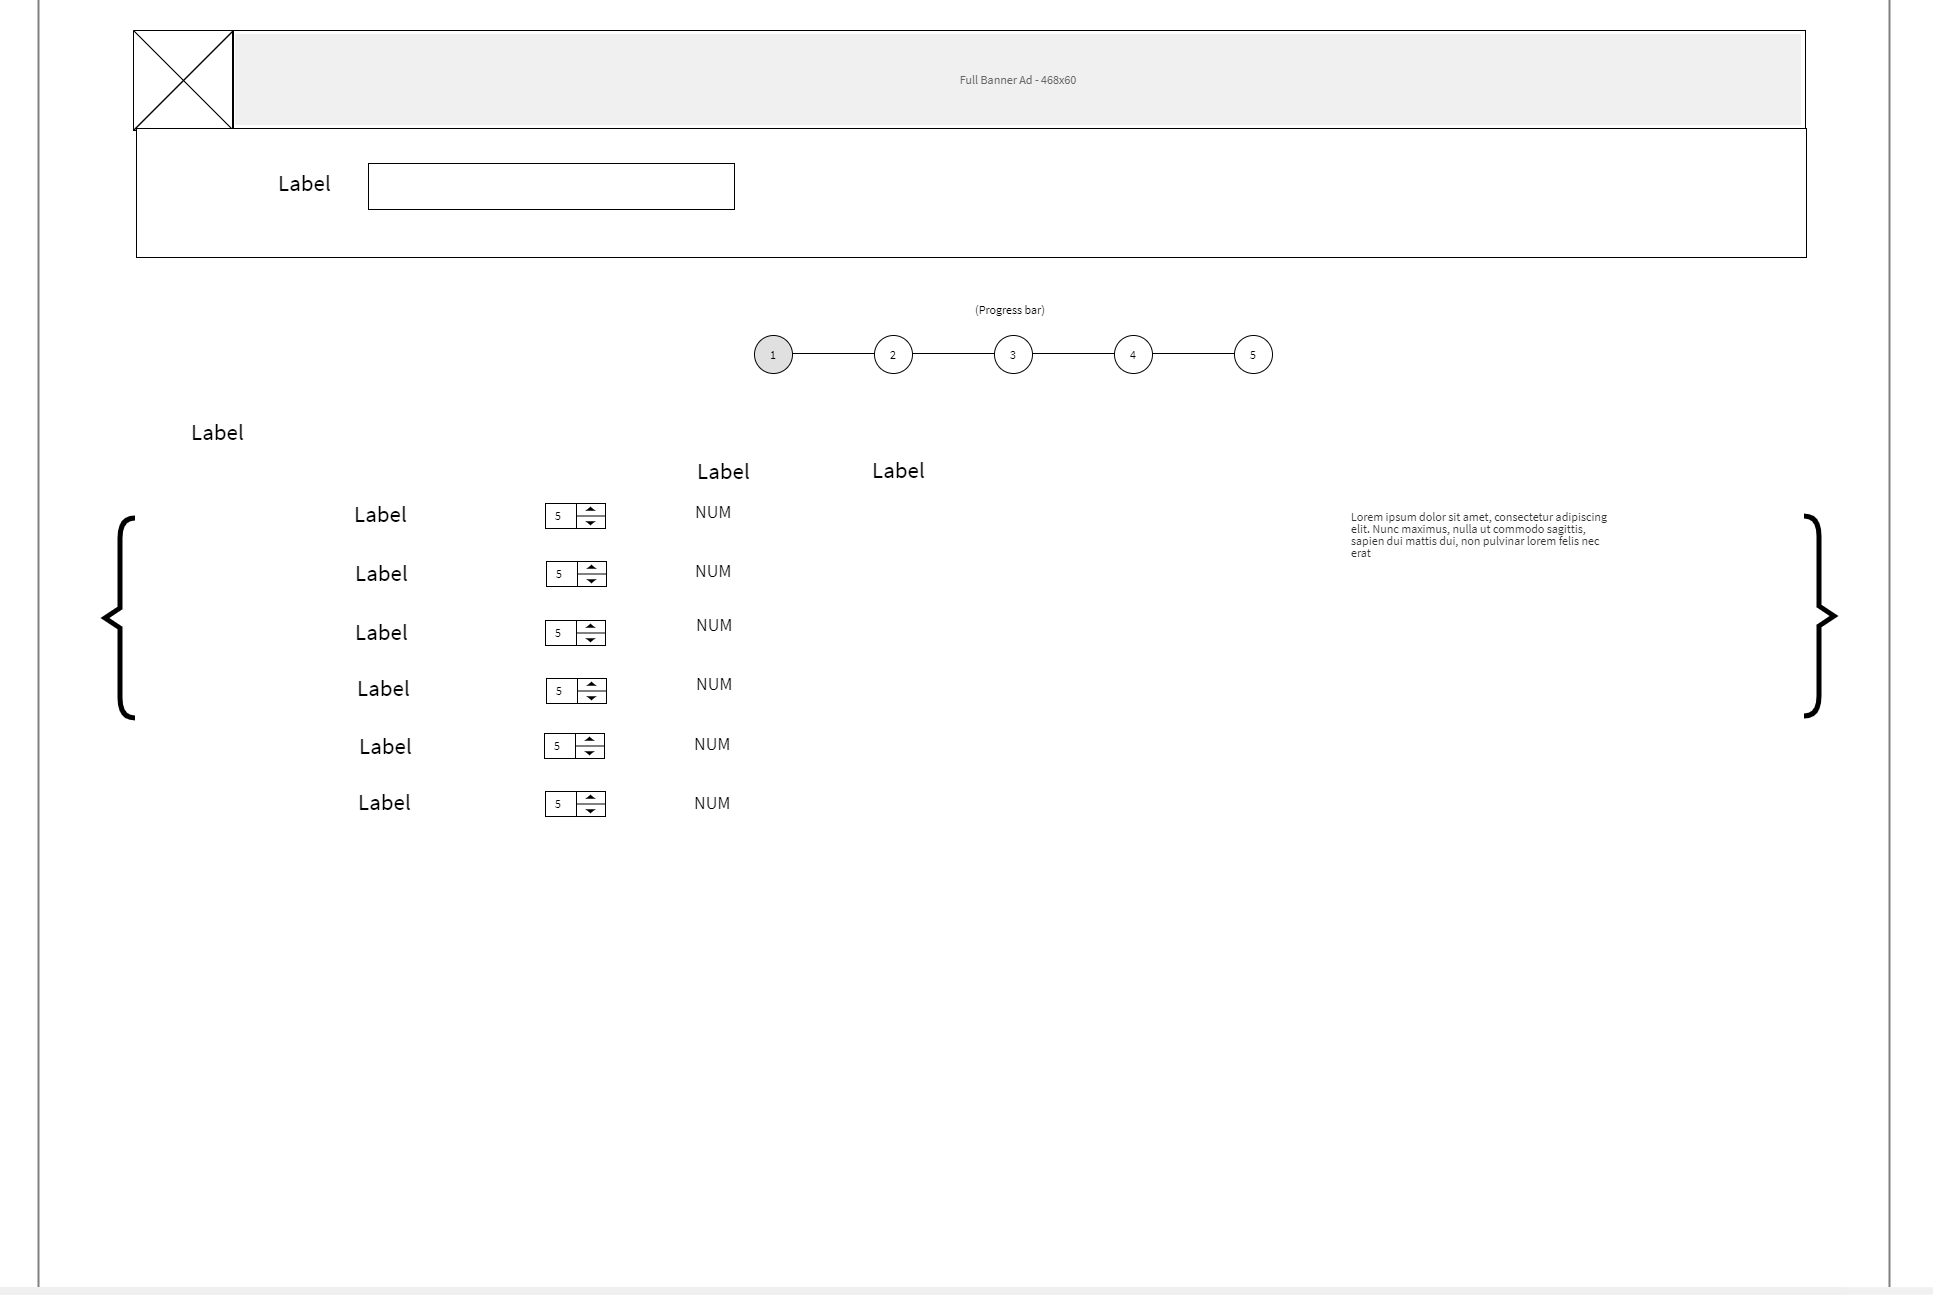 Full Banner Ad - 468x60
Label
(Progress bar)
1 2 3 4 5
Label
Label Label
Label 5 NUM
Lorem ipsum dolor sit amet, consectetur adipiscing
elit. Nunc maximus, nulla ut commodo sagittis,
sapien dui mattis dui, non pulvinar lorem felis nec
erat
Label 5 NUM
Label 5 NUM
Label 5 NUM
Label 5 NUM
Label 5 NUM